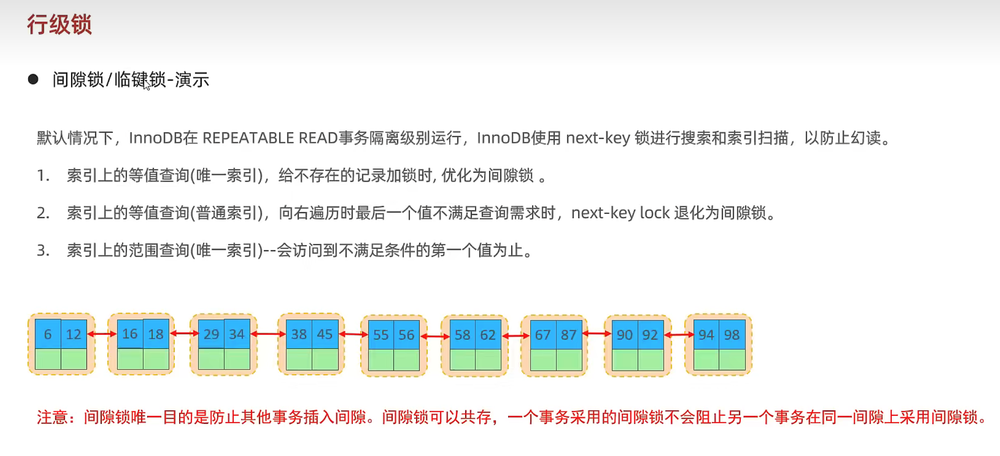 行级锁
● 间隙锁/临键锁-演示
默认情况下，InnoDB在 REPEATABLE READ事务隔离级别运行，InnoDB使用 next-key 锁进行搜索和索引扫描，以防止幻读。
1. 索引上的等值查询(唯一索引)，给不存在的记录加锁时, 优化为间隙锁 。
2. 索引上的等值查询(普通索引)，向右遍历时最后一个值不满足查询需求时，next-key lock 退化为间隙锁。
3. 索引上的范围查询(唯一索引)--会访问到不满足条件的第一个值为止。
6 12 16 18 29 34 38 45 55 56 58 62 67 87 90 92 94 98
注意：间隙锁唯一目的是防止其他事务插入间隙。间隙锁可以共存，一个事务采用的间隙锁不会阻止另一个事务在同一间隙上采用间隙锁。